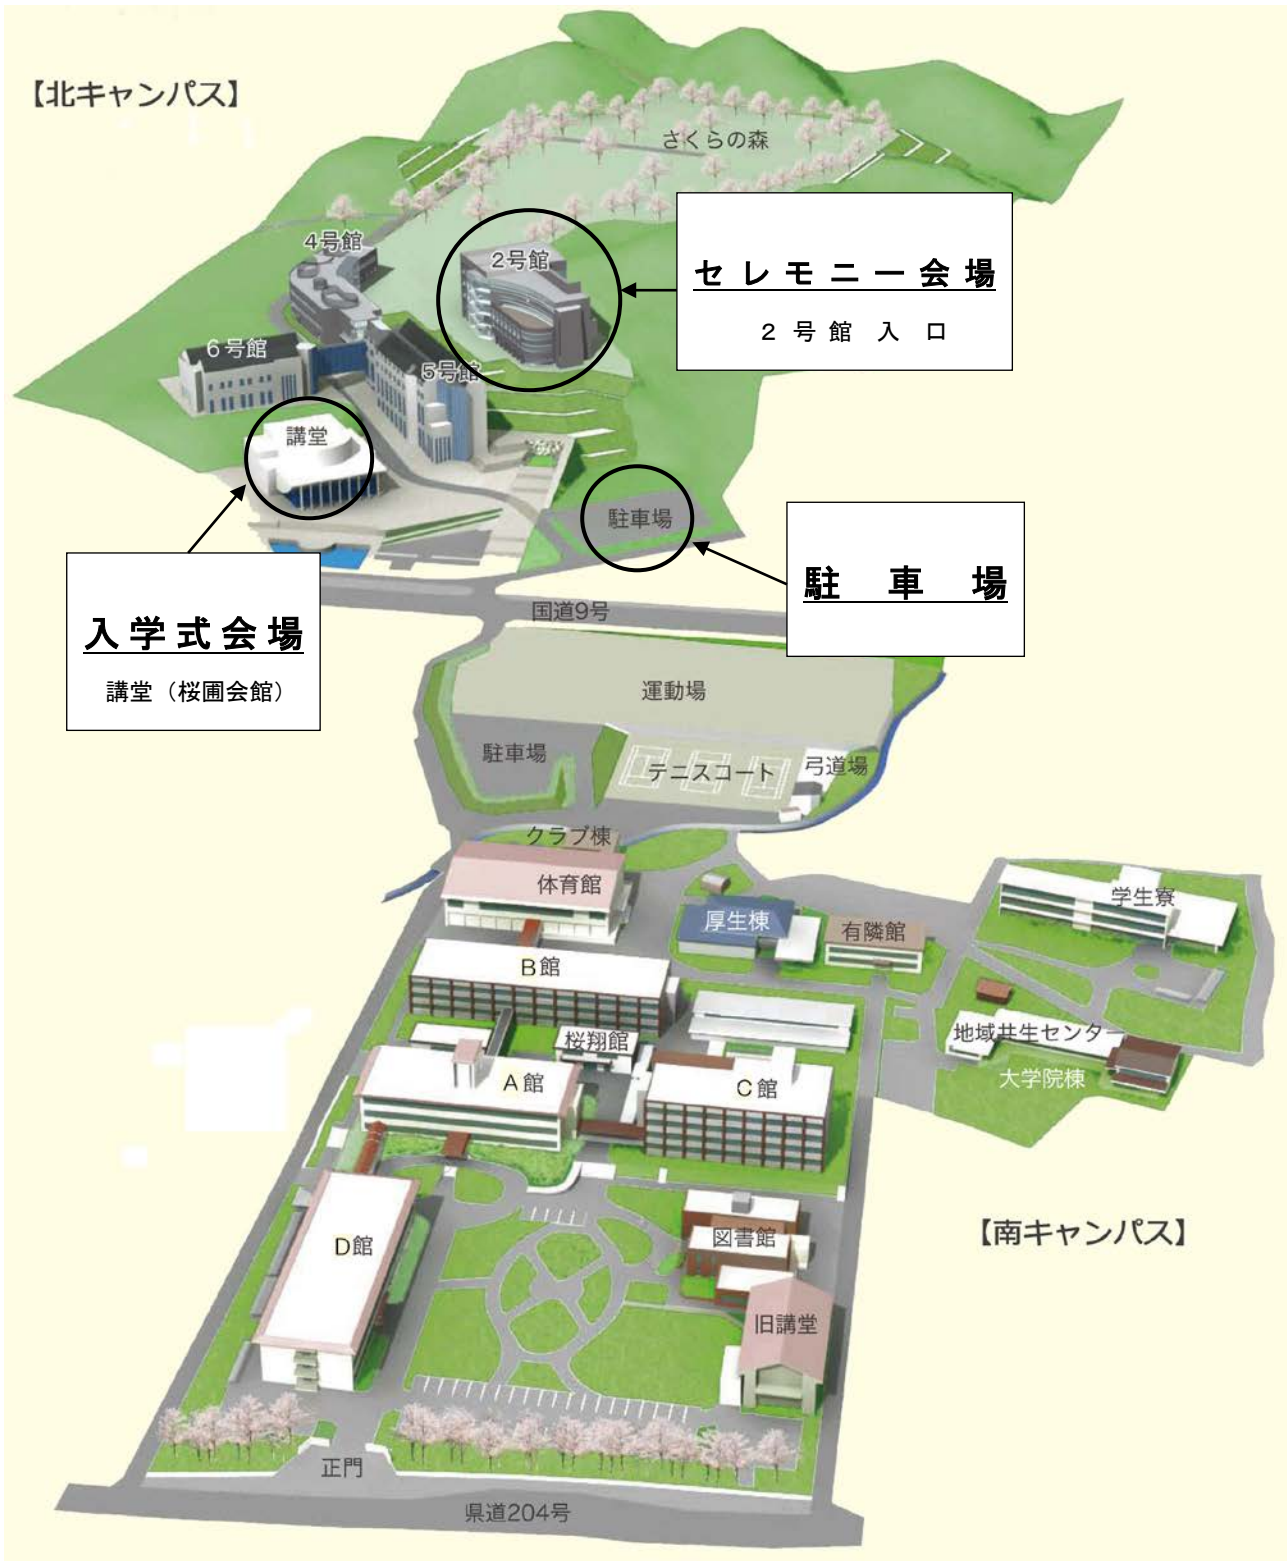 【北キャンパス】
さくらの森
4号館
2号館
セレモニー会場
2号館入口
6号館
5号館
講堂
駐車場
駐車場
国道9号
入学式会場
講堂（桜圃会館）
運動場
駐車場
テニスコート
弓道場
クラブ棟
体育館
学生寮
厚生棟
有隣館
B館
桜翔館
地域共生センター
A館
C館
大学院棟
【南キャンパス】
D館
図書館
旧講堂
正門
県道204号